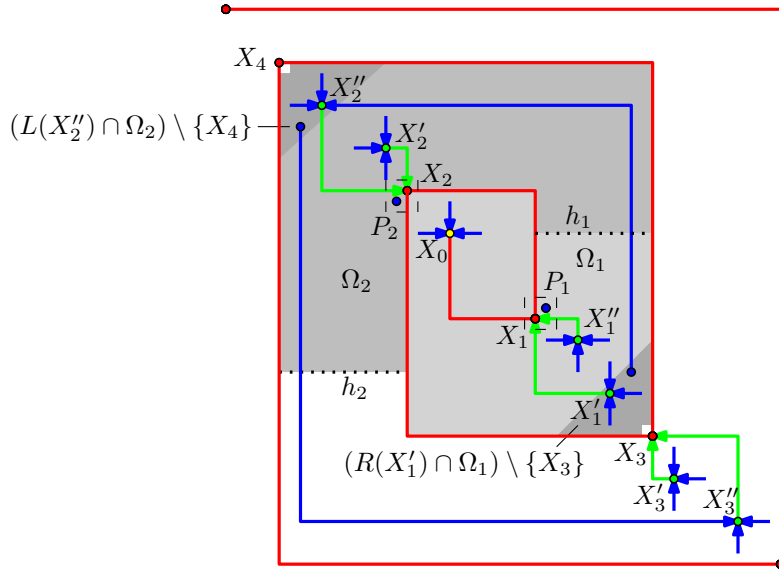 X₄
X₂″
(L(X₂″) ∩ Ω₂) \ {X₄}
X₂′
X₂
P₂
h₁
X₀
Ω₁
Ω₂
P₁
X₁
X₁″
h₂
X₁′
X₃
(R(X₁′) ∩ Ω₁) \ {X₃}
X₃′
X₃″